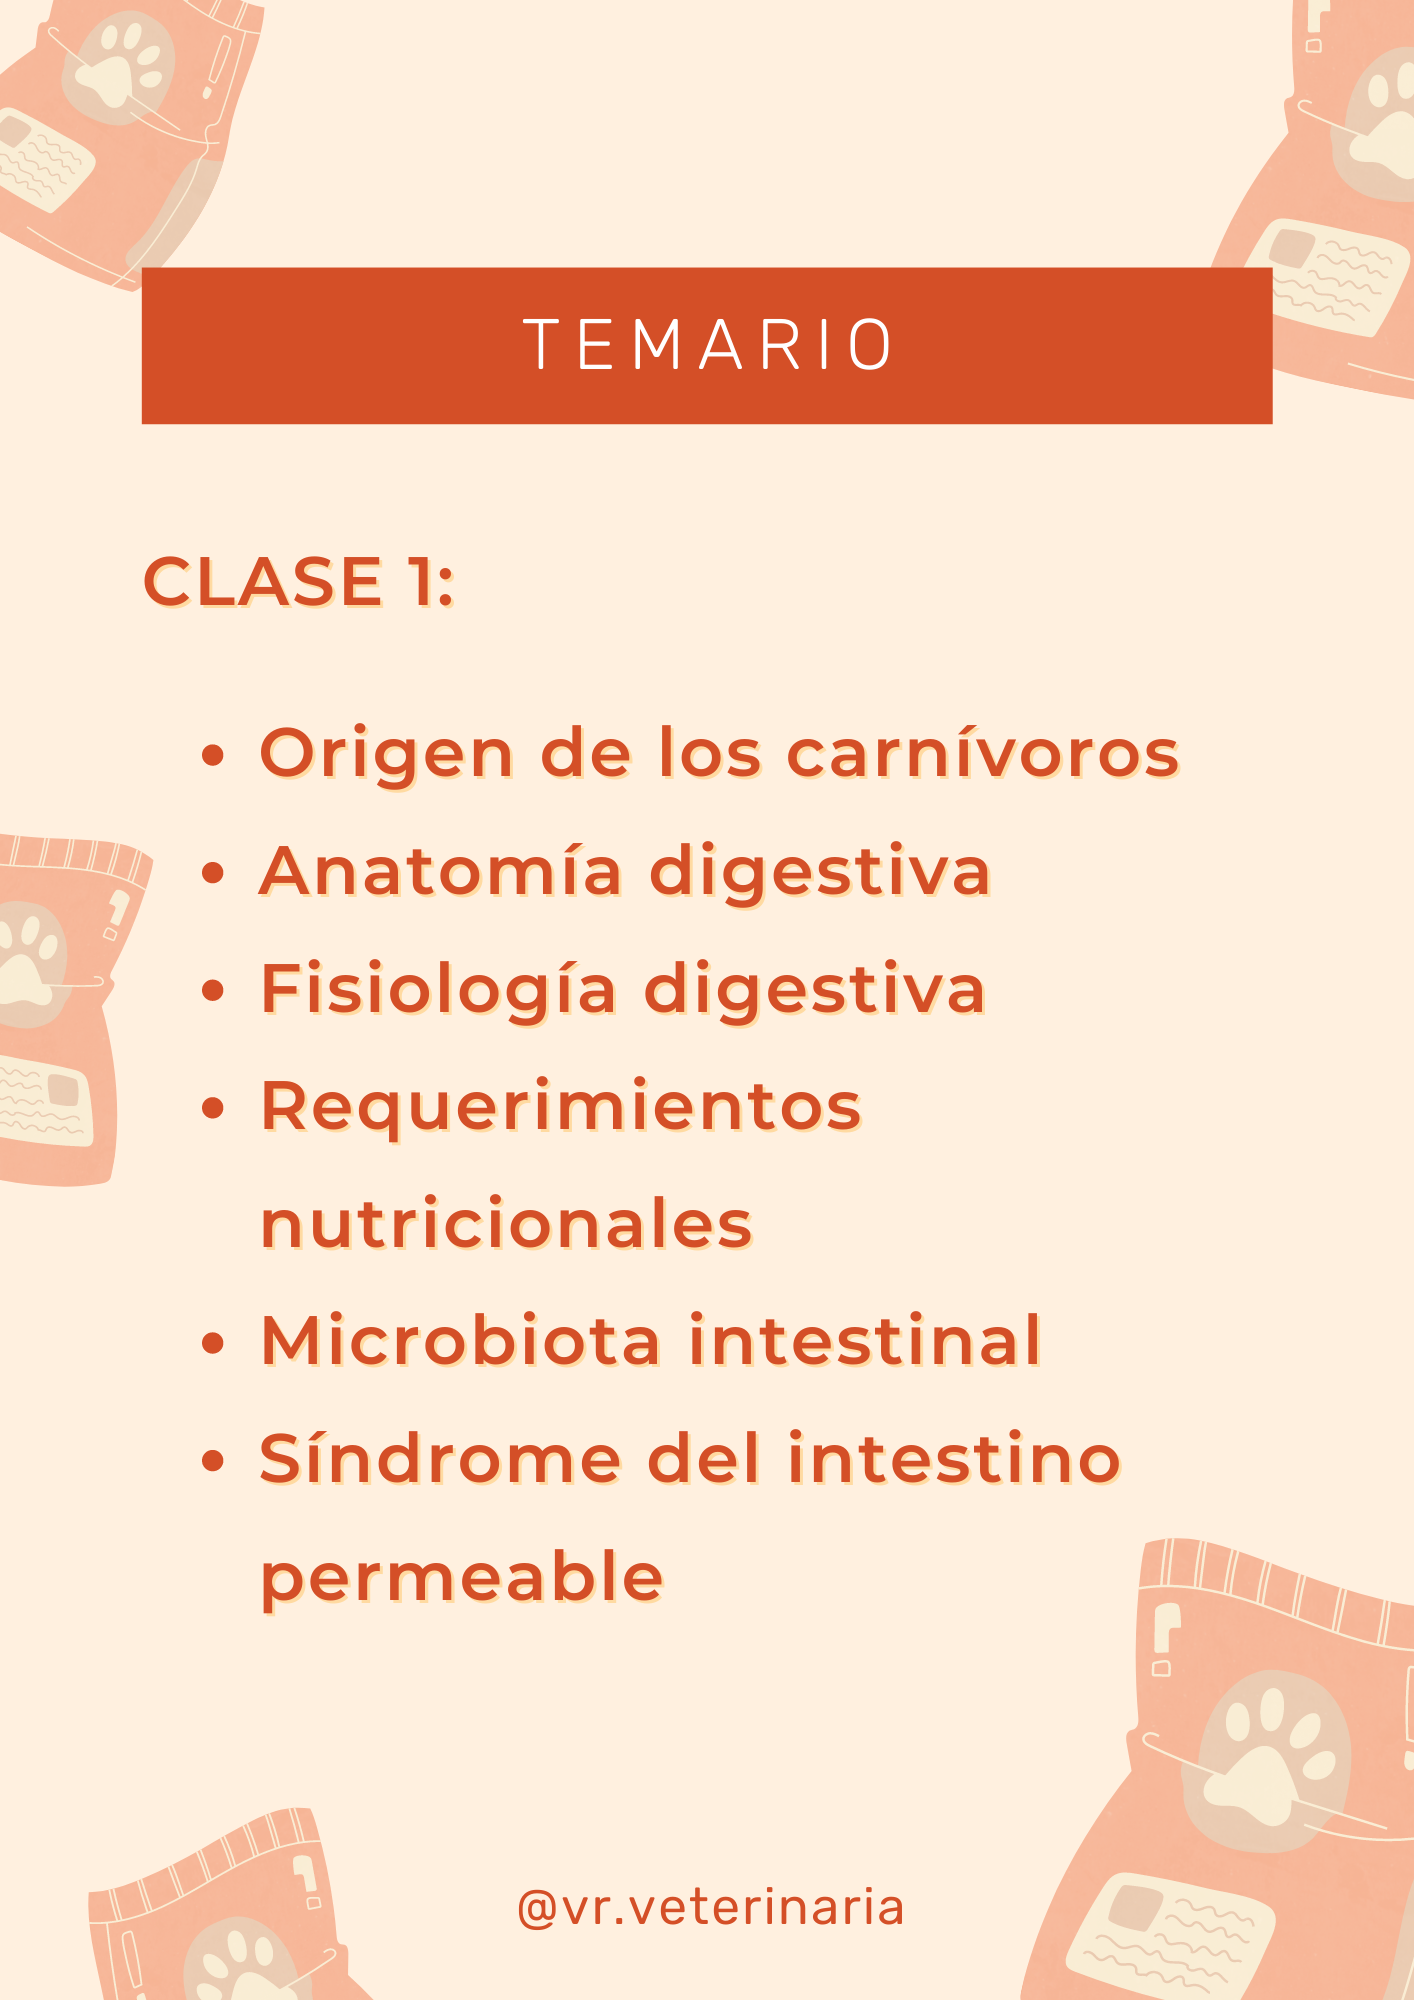 TEMARIO
CLASE 1:
• Origen de los carnívoros
• Anatomía digestiva
• Fisiología digestiva
• Requerimientos
nutricionales
• Microbiota intestinal
• Síndrome del intestino
permeable
@vr.veterinaria